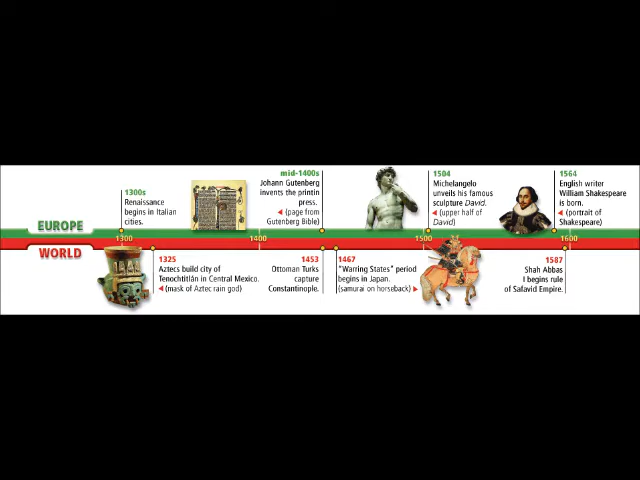 EUROPE
1300s
Renaissance
begins in Italian
cities.
mid-1400s
Johann Gutenberg
invents the printin
press.
(page from
Gutenberg Bible)
1504
Michelangelo
unveils his famous
sculpture David.
(upper half of
David)
1564
English writer
William Shakespeare
is born.
(portrait of
Shakespeare)
1300 1400 1500 1600
WORLD
1325
Aztecs build city of
Tenochtitlán in Central Mexico.
(mask of Aztec rain god)
1453
Ottoman Turks
capture
Constantinople.
1467
"Warring States" period
begins in Japan.
(samurai on horseback)
1587
Shah Abbas
I begins rule
of Safavid Empire.